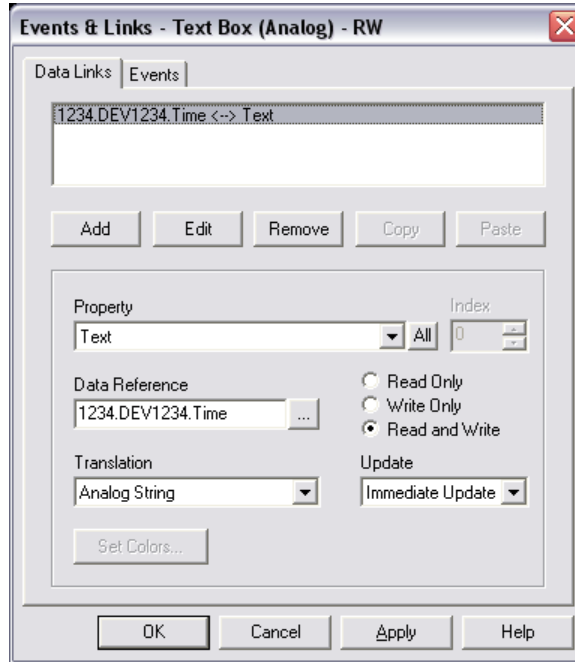 Events & Links - Text Box (Analog) - RW
Data Links Events
1234.DEV1234.Time <--> Text
Add Edit Remove Copy Paste
Property Index
Text All 0
Data Reference
1234.DEV1234.Time ...
Read Only
Write Only
Read and Write
Translation Update
Analog String Immediate Update
Set Colors...
OK Cancel Apply Help